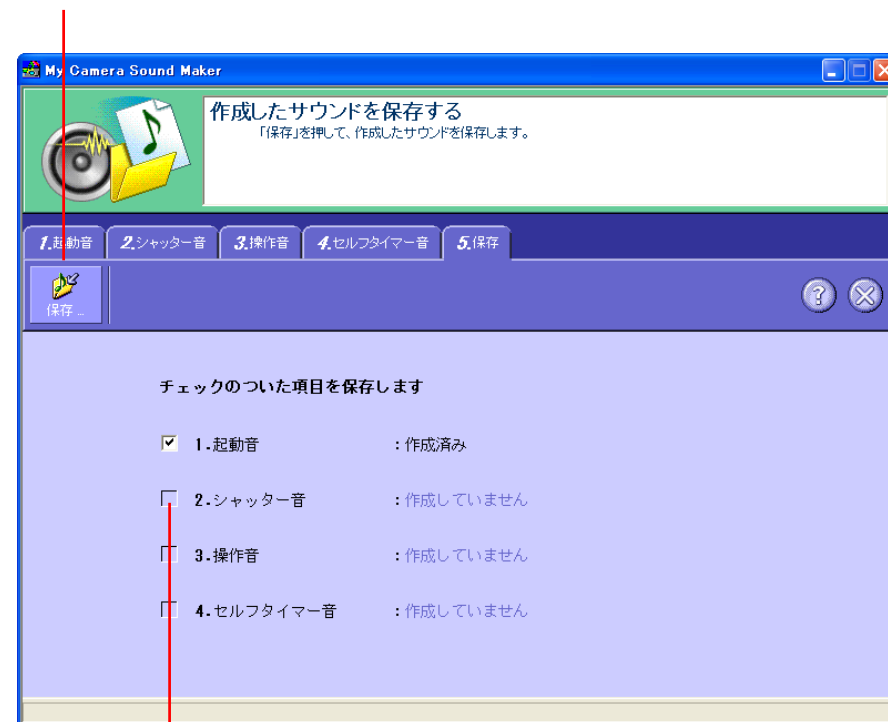 My Camera Sound Maker
作成したサウンドを保存する
「保存」を押して、作成したサウンドを保存します。
1.起動音 2.シャッター音 3.操作音 4.セルフタイマー音 5.保存
保存...
チェックのついた項目を保存します
1.起動音 :作成済み
2.シャッター音 :作成していません
3.操作音 :作成していません
4.セルフタイマー音 :作成していません